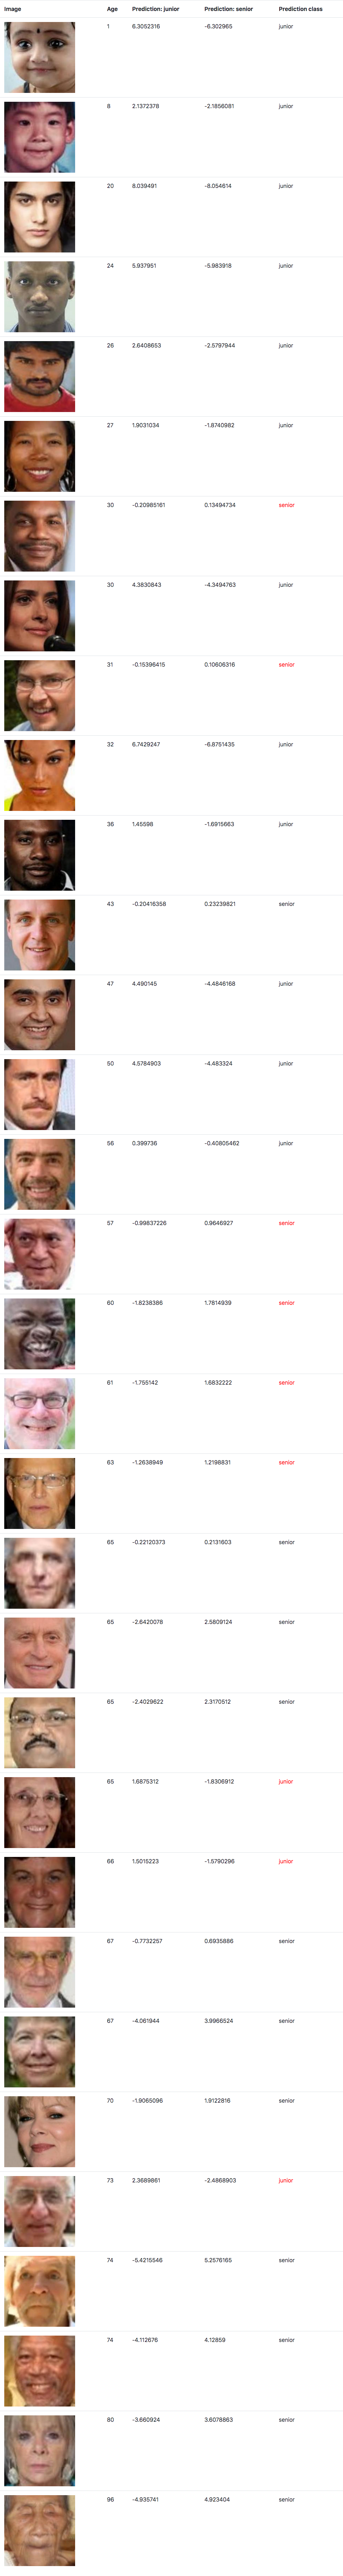 Image Age Prediction: junior Prediction: senior Prediction class
1 6.3052316 -6.302965 junior
8 2.1372378 -2.1856081 junior
20 8.039491 -8.054614 junior
24 5.937951 -5.983918 junior
26 2.6408653 -2.5797944 junior
27 1.9031034 -1.8740982 junior
30 -0.20985161 0.13494734 senior
30 4.3830843 -4.3494763 junior
31 -0.15396415 0.10606316 senior
32 6.7429247 -6.8751435 junior
36 1.45598 -1.6915663 junior
43 -0.20416358 0.23239821 senior
47 4.490145 -4.4846168 junior
50 4.5784903 -4.483324 junior
56 0.399736 -0.40805462 junior
57 -0.99837226 0.9646927 senior
60 -1.8238386 1.7814939 senior
61 -1.755142 1.6832222 senior
63 -1.2638949 1.2198831 senior
65 -0.22120373 0.2131603 senior
65 -2.6420078 2.5809124 senior
65 -2.4029622 2.3170512 senior
65 1.6875312 -1.8306912 junior
66 1.5015223 -1.5790296 junior
67 -0.7732257 0.6935886 senior
67 -4.061944 3.9966524 senior
70 -1.9065096 1.9122816 senior
73 2.3689861 -2.4868903 junior
74 -5.4215546 5.2576165 senior
74 -4.112676 4.12859 senior
80 -3.660924 3.6078863 senior
96 -4.935741 4.923404 senior